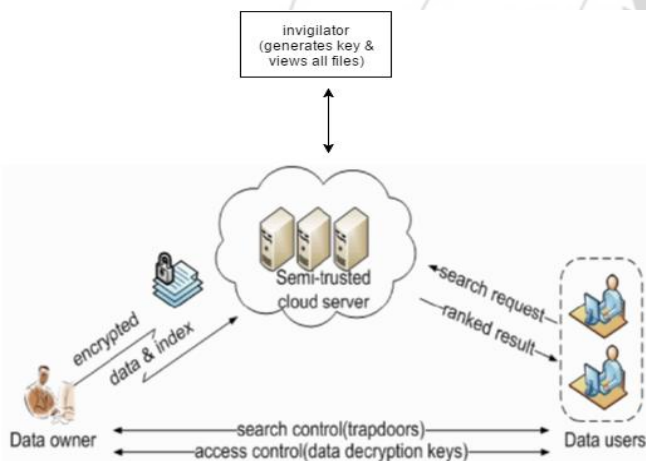 invigilator
(generates key &
views all files)
Semi-trusted
cloud server
encrypted
data & index
search request
ranked result
search control(trapdoors)
Data owner
Data users
access control(data decryption keys)